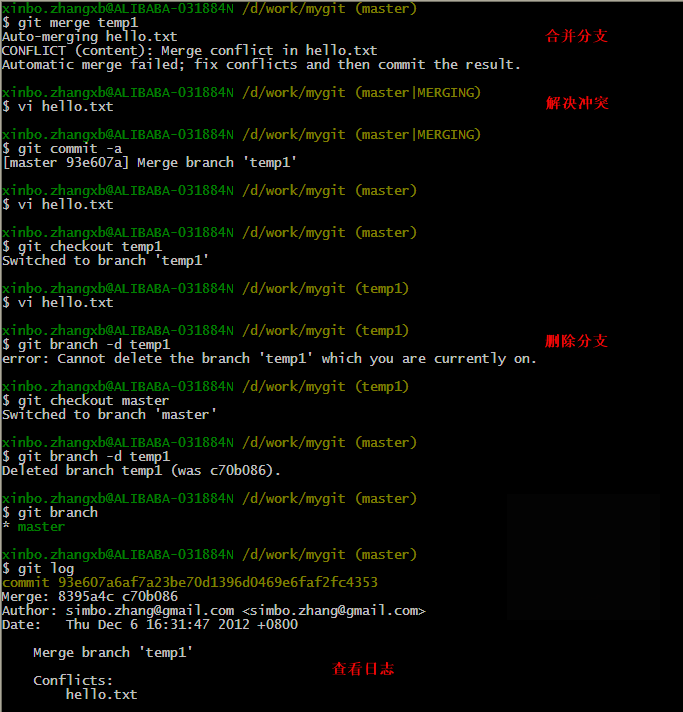 xinbo.zhangxb@ALIBABA-031884N /d/work/mygit (master)
$ git merge temp1
Auto-merging hello.txt
合并分支
CONFLICT (content): Merge conflict in hello.txt
Automatic merge failed; fix conflicts and then commit the result.
xinbo.zhangxb@ALIBABA-031884N /d/work/mygit (master|MERGING)
$ vi hello.txt
解决冲突
xinbo.zhangxb@ALIBABA-031884N /d/work/mygit (master|MERGING)
$ git commit -a
[master 93e607a] Merge branch 'temp1'
xinbo.zhangxb@ALIBABA-031884N /d/work/mygit (master)
$ vi hello.txt
xinbo.zhangxb@ALIBABA-031884N /d/work/mygit (master)
$ git checkout temp1
Switched to branch 'temp1'
xinbo.zhangxb@ALIBABA-031884N /d/work/mygit (temp1)
$ vi hello.txt
xinbo.zhangxb@ALIBABA-031884N /d/work/mygit (temp1)
$ git branch -d temp1
删除分支
error: Cannot delete the branch 'temp1' which you are currently on.
xinbo.zhangxb@ALIBABA-031884N /d/work/mygit (temp1)
$ git checkout master
Switched to branch 'master'
xinbo.zhangxb@ALIBABA-031884N /d/work/mygit (master)
$ git branch -d temp1
Deleted branch temp1 (was c70b086).
xinbo.zhangxb@ALIBABA-031884N /d/work/mygit (master)
$ git branch
* master
xinbo.zhangxb@ALIBABA-031884N /d/work/mygit (master)
$ git log
commit 93e607a6af7a23be70d1396d0469e6faf2fc4353
Merge: 8395a4c c70b086
Author: simbo.zhang@gmail.com <simbo.zhang@gmail.com>
Date:   Thu Dec 6 16:31:47 2012 +0800
    Merge branch 'temp1'
查看日志
    Conflicts:
        hello.txt